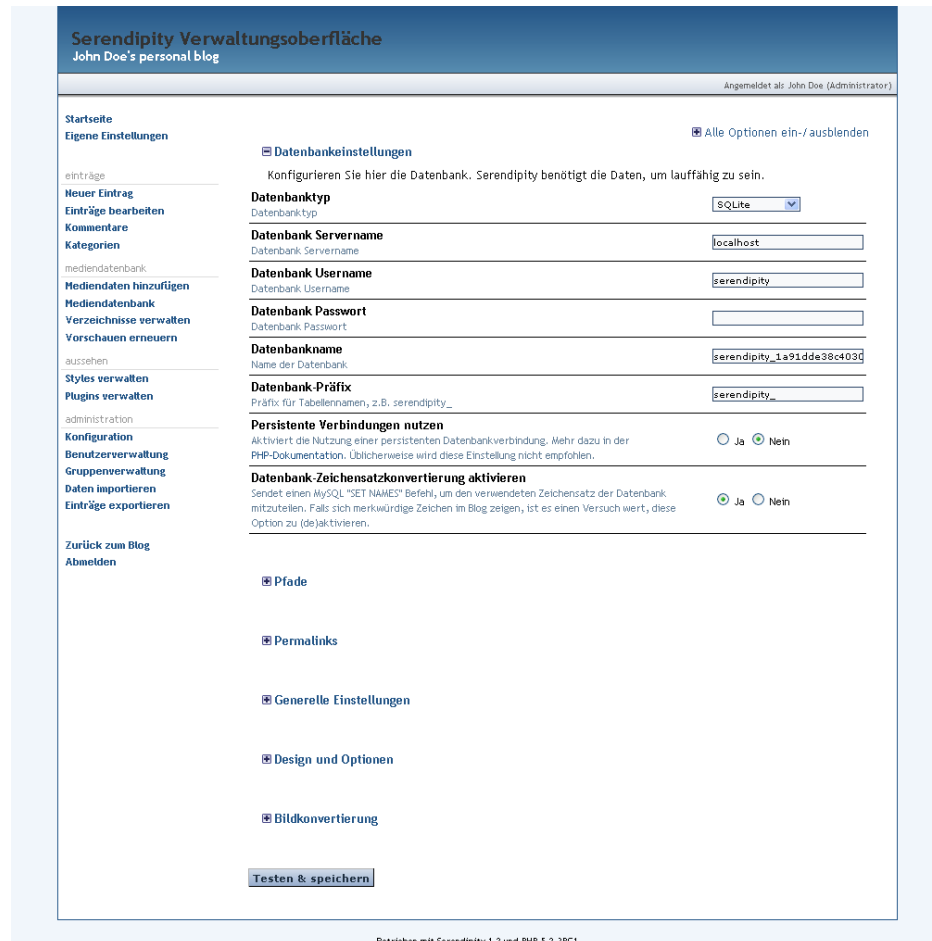 Serendipity Verwaltungsoberfläche
John Doe's personal blog
Angemeldet als John Doe (Administrator)
Startseite
Eigene Einstellungen
einträge
Neuer Eintrag
Einträge bearbeiten
Kommentare
Kategorien
mediendatenbank
Mediendaten hinzufügen
Mediendatenbank
Verzeichnisse verwalten
Vorschauen erneuern
aussehen
Styles verwalten
Plugins verwalten
administration
Konfiguration
Benutzerverwaltung
Gruppenverwaltung
Daten importieren
Einträge exportieren
Zurück zum Blog
Abmelden
Alle Optionen ein-/ausblenden
Datenbankeinstellungen
Konfigurieren Sie hier die Datenbank. Serendipity benötigt die Daten, um lauffähig zu sein.
Datenbanktyp
Datenbanktyp
SQLite
Datenbank Servername
Datenbank Servername
localhost
Datenbank Username
Datenbank Username
serendipity
Datenbank Passwort
Datenbank Passwort
Datenbankname
Name der Datenbank
serendipity_1a91dde38c4030
Datenbank-Präfix
Präfix für Tabellennamen, z.B. serendipity_
serendipity_
Persistente Verbindungen nutzen
Aktiviert die Nutzung einer persistenten Datenbankverbindung. Mehr dazu in der
PHP-Dokumentation. Üblicherweise wird diese Einstellung nicht empfohlen.
Ja Nein
Datenbank-Zeichensatzkonvertierung aktivieren
Sendet einen MySQL "SET NAMES" Befehl, um den verwendeten Zeichensatz der Datenbank
mitzuteilen. Falls sich merkwürdige Zeichen im Blog zeigen, ist es einen Versuch wert, diese
Option zu (de)aktivieren.
Ja Nein
Pfade
Permalinks
Generelle Einstellungen
Design und Optionen
Bildkonvertierung
Testen & speichern
Betrieben mit Serendipity 1.2 und PHP